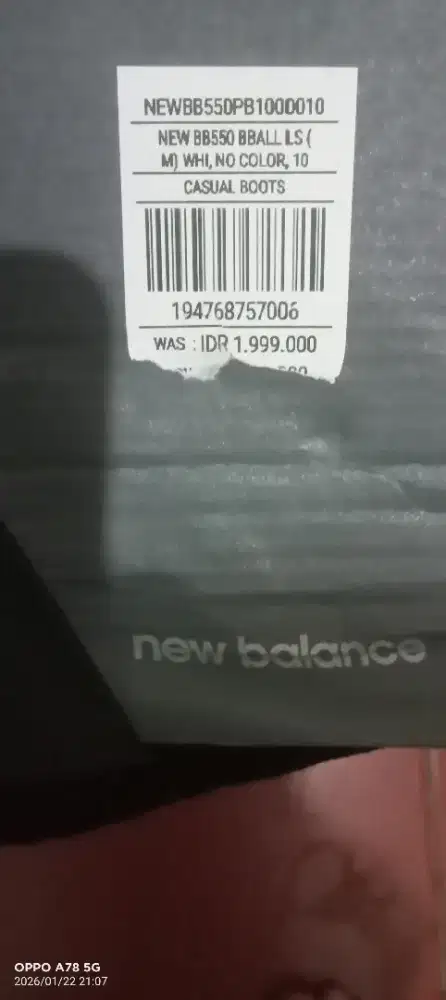 NEWBB550PB1000010
NEW BB550 BBALL LS (
M) WHI, NO COLOR, 10
CASUAL BOOTS
194768757006
WAS : IDR 1.999.000
new balance
OPPO A78 5G
2026/01/22 21:07